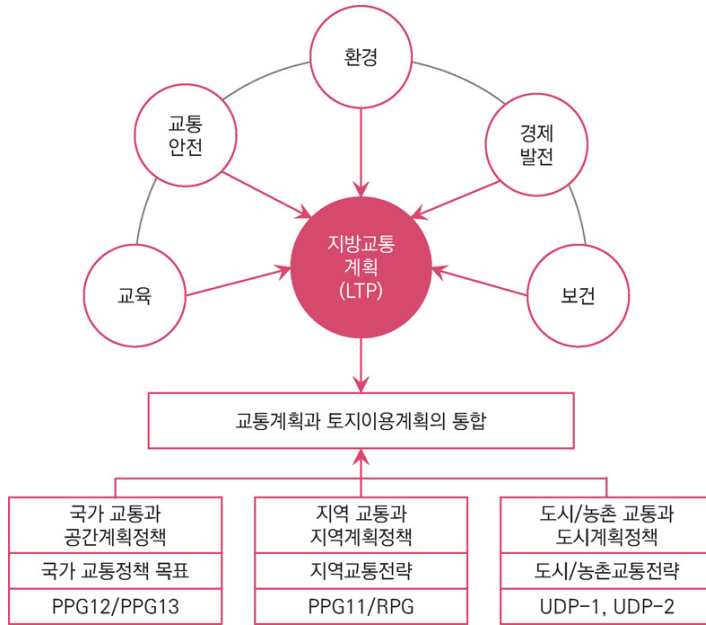 환경
교통
안전
경제
발전
교육
지방교통
계획
(LTP)
보건
교통계획과 토지이용계획의 통합
국가 교통과
공간계획정책
국가 교통정책 목표
PPG12/PPG13
지역 교통과
지역계획정책
지역교통전략
PPG11/RPG
도시/농촌 교통과
도시계획정책
도시/농촌교통전략
UDP-1, UDP-2